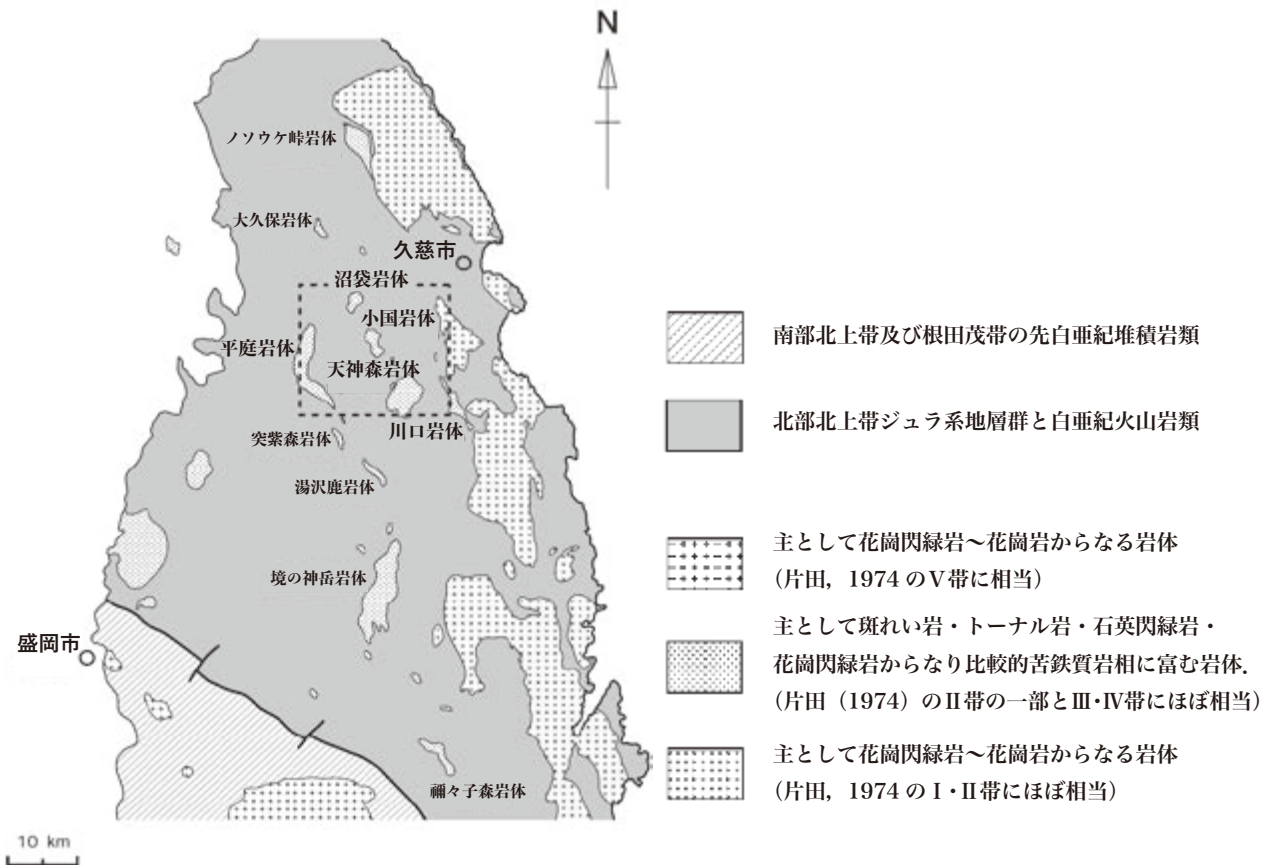 N
ノソウケ峠岩体
大久保岩体
久慈市
沼袋岩体
小国岩体
平庭岩体
天神森岩体
川口岩体
突紫森岩体
湯沢鹿岩体
境の神岳岩体
盛岡市
禰々子森岩体
10 km
南部北上帯及び根田茂帯の先白亜紀堆積岩類
北部北上帯ジュラ系地層群と白亜紀火山岩類
主として花崗閃緑岩～花崗岩からなる岩体
(片田，1974 のⅤ帯に相当)
主として斑れい岩・トーナル岩・石英閃緑岩・
花崗閃緑岩からなり比較的苦鉄質岩相に富む岩体.
(片田（1974）のⅡ帯の一部とⅢ・Ⅳ帯にほぼ相当)
主として花崗閃緑岩～花崗岩からなる岩体
(片田，1974 のⅠ・Ⅱ帯にほぼ相当)